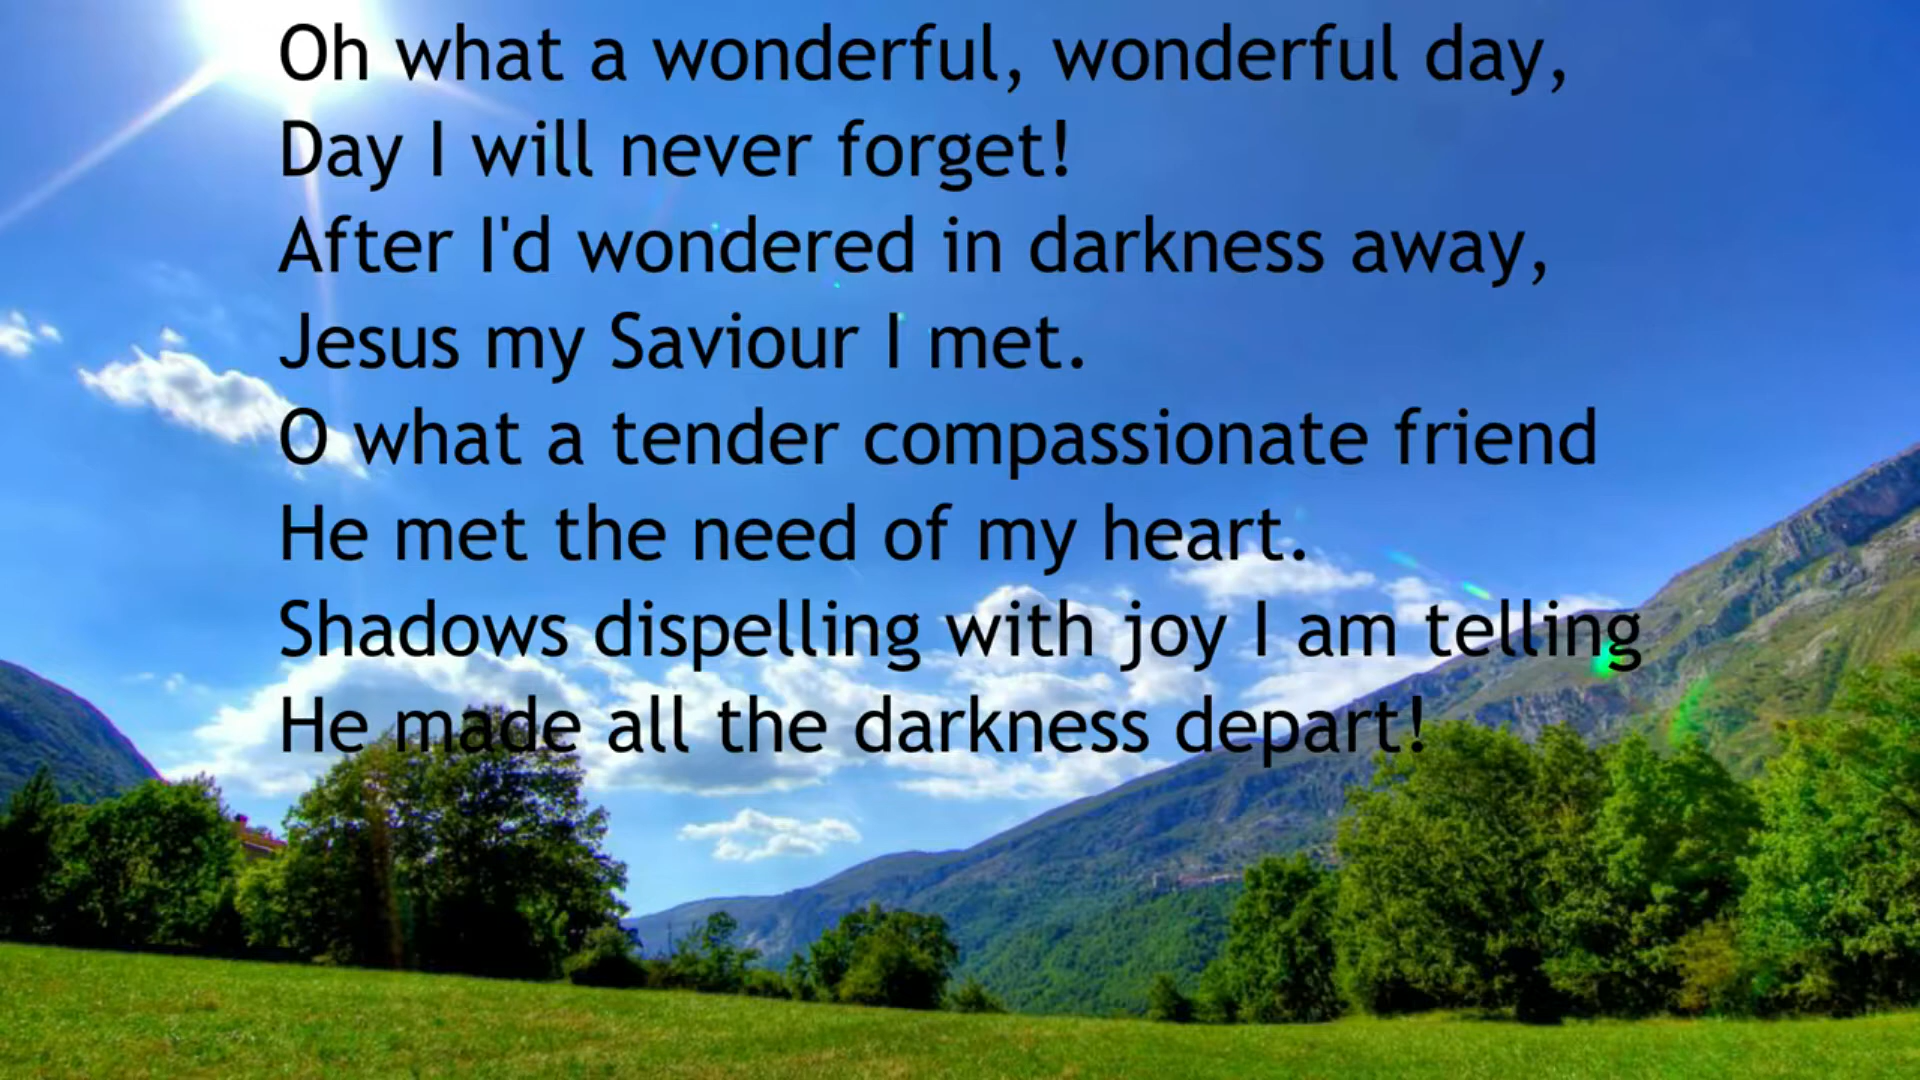 Oh what a wonderful, wonderful day,
Day I will never forget!
After I'd wondered in darkness away,
Jesus my Saviour I met.
O what a tender compassionate friend
He met the need of my heart.
Shadows dispelling with joy I am telling
He made all the darkness depart!